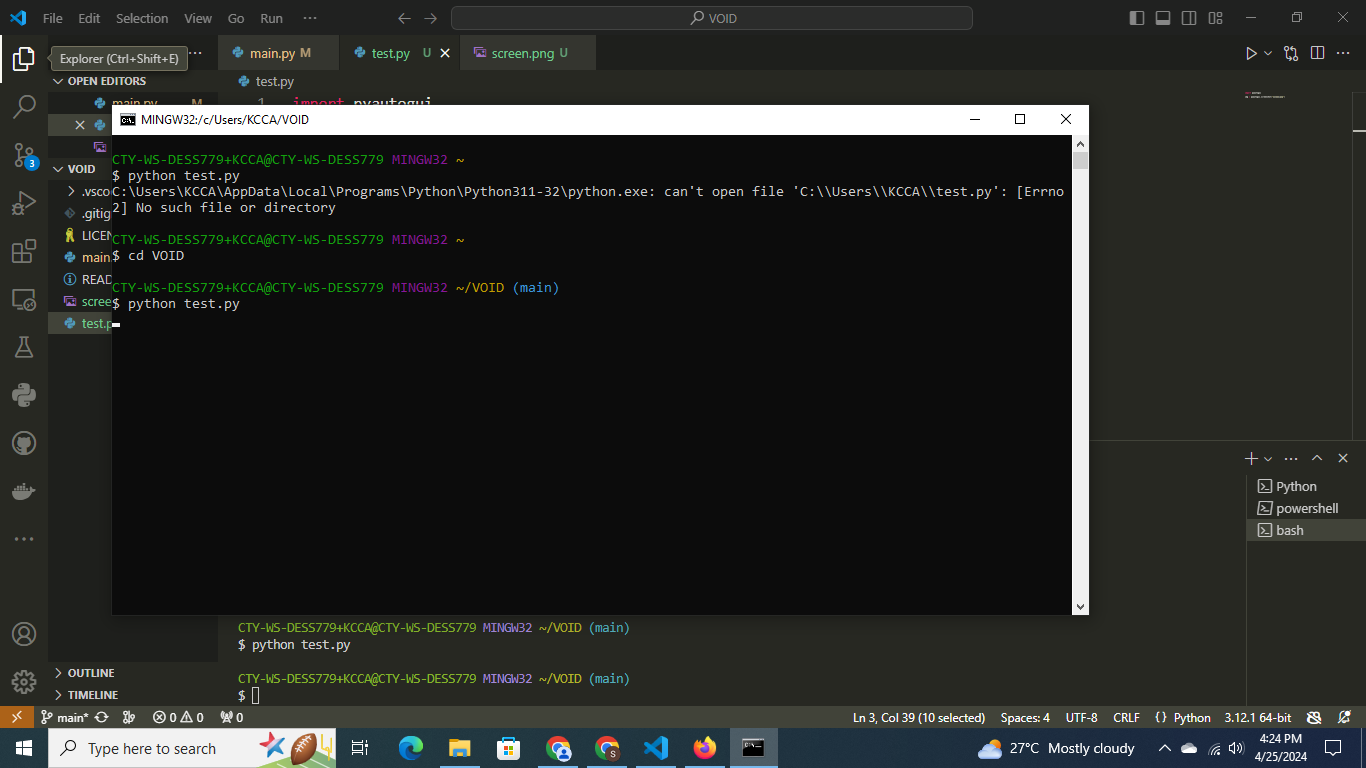 File Edit Selection View Go Run ···
VOID
Explorer (Ctrl+Shift+E)
main.py M
test.py U
screen.png U
OPEN EDITORS
test.py
main.py M
1 import pyautogui
MINGW32:/c/Users/KCCA/VOID
CTY-WS-DESS779+KCCA@CTY-WS-DESS779 MINGW32 ~
$ python test.py
C:\Users\KCCA\AppData\Local\Programs\Python\Python311-32\python.exe: can't open file 'C:\\Users\\KCCA\\test.py': [Errno
2] No such file or directory
CTY-WS-DESS779+KCCA@CTY-WS-DESS779 MINGW32 ~
$ cd VOID
CTY-WS-DESS779+KCCA@CTY-WS-DESS779 MINGW32 ~/VOID (main)
$ python test.py
VOID
.vsco
.gitig
LICEN
main.
READ
scree
test.p
3
Python
powershell
bash
CTY-WS-DESS779+KCCA@CTY-WS-DESS779 MINGW32 ~/VOID (main)
$ python test.py
CTY-WS-DESS779+KCCA@CTY-WS-DESS779 MINGW32 ~/VOID (main)
$
OUTLINE
TIMELINE
main* 0 0 0 Ln 3, Col 39 (10 selected) Spaces: 4 UTF-8 CRLF {} Python 3.12.1 64-bit
Type here to search
27°C Mostly cloudy
4:24 PM
4/25/2024